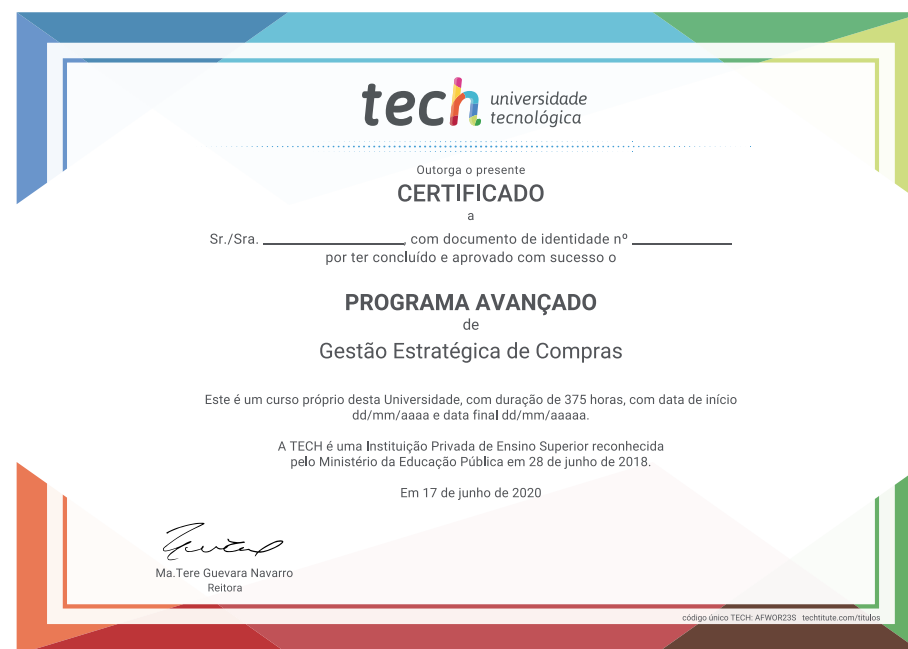 tech universidade
tecnológica
Outorga o presente
CERTIFICADO
a
Sr./Sra. ____________________, com documento de identidade nº ______________
por ter concluído e aprovado com sucesso o
PROGRAMA AVANÇADO
de
Gestão Estratégica de Compras
Este é um curso próprio desta Universidade, com duração de 375 horas, com data de início
dd/mm/aaaa e data final dd/mm/aaaaa.
A TECH é uma Instituição Privada de Ensino Superior reconhecida
pelo Ministério da Educação Pública em 28 de junho de 2018.
Em 17 de junho de 2020
Ma.Tere Guevara Navarro
Reitora
código único TECH: AFWOR23S techtitute.com/titulos